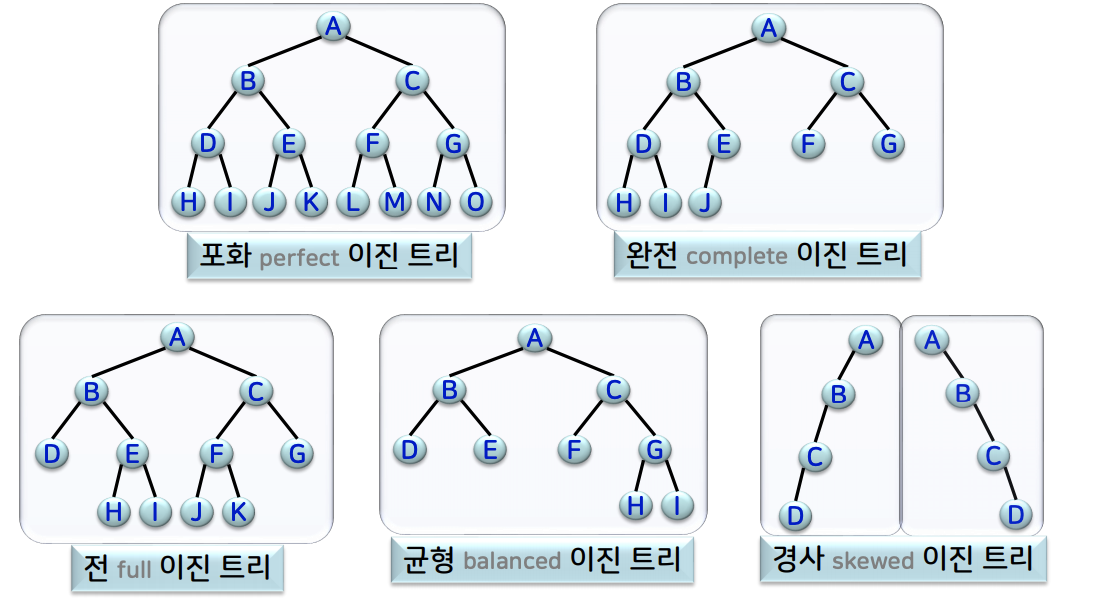 A
B C
D E F G
H I J K L M N O
포화 perfect 이진 트리
A
B C
D E F G
H I J
완전 complete 이진 트리
A
B C
D E F G
H I J K
전 full 이진 트리
A
B C
D E F G
H I
균형 balanced 이진 트리
A
B
C
D
A
B
C
D
경사 skewed 이진 트리